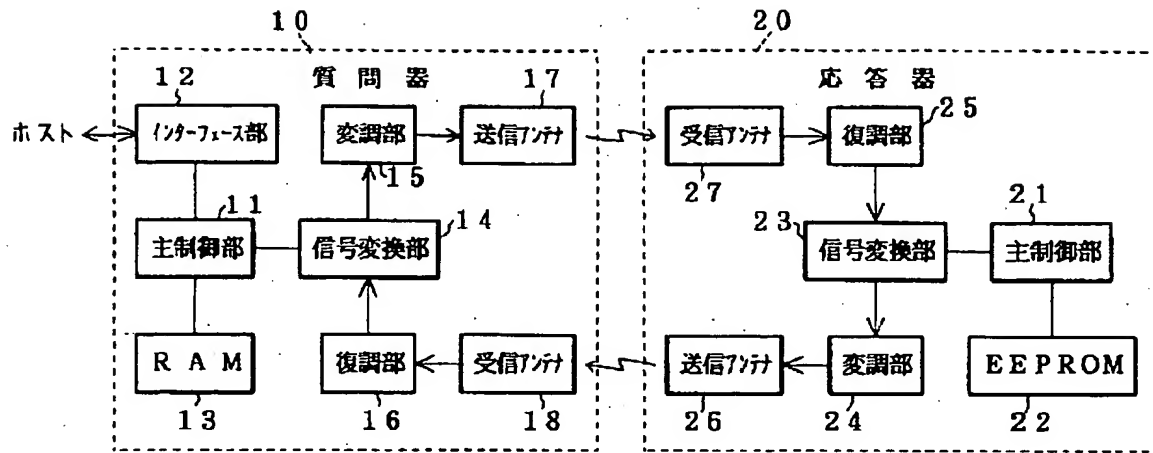 10
20
12
質問器
17
応答器
25
ホスト
インターフェース部
変調部
送信アンテナ
受信アンテナ
復調部
15
27
11
14
23
21
主制御部
信号変換部
信号変換部
主制御部
RAM
復調部
受信アンテナ
送信アンテナ
変調部
EEPROM
13
16
18
26
24
22